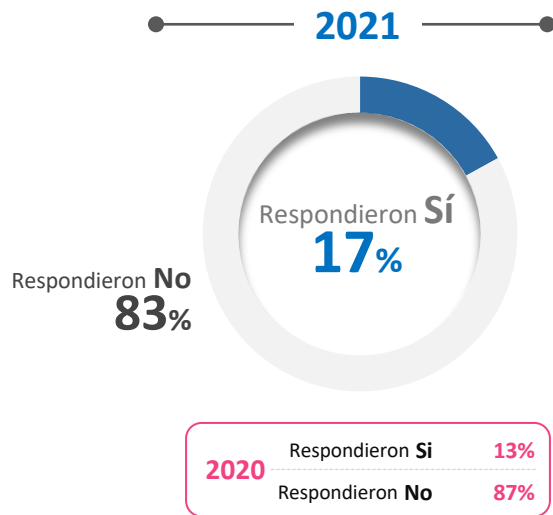 2021
Respondieron Sí
17%
Respondieron No
83%
2020
Respondieron Si 13%
Respondieron No 87%